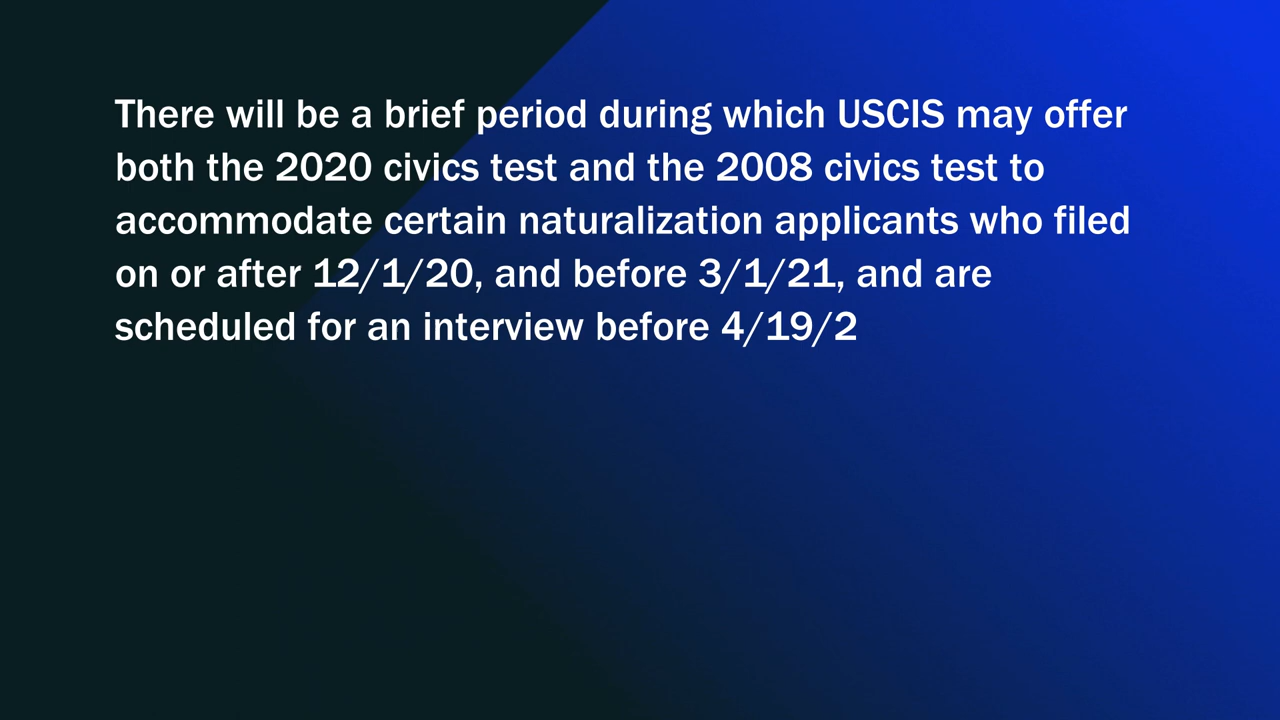 There will be a brief period during which USCIS may offer
both the 2020 civics test and the 2008 civics test to
accommodate certain naturalization applicants who filed
on or after 12/1/20, and before 3/1/21, and are
scheduled for an interview before 4/19/2